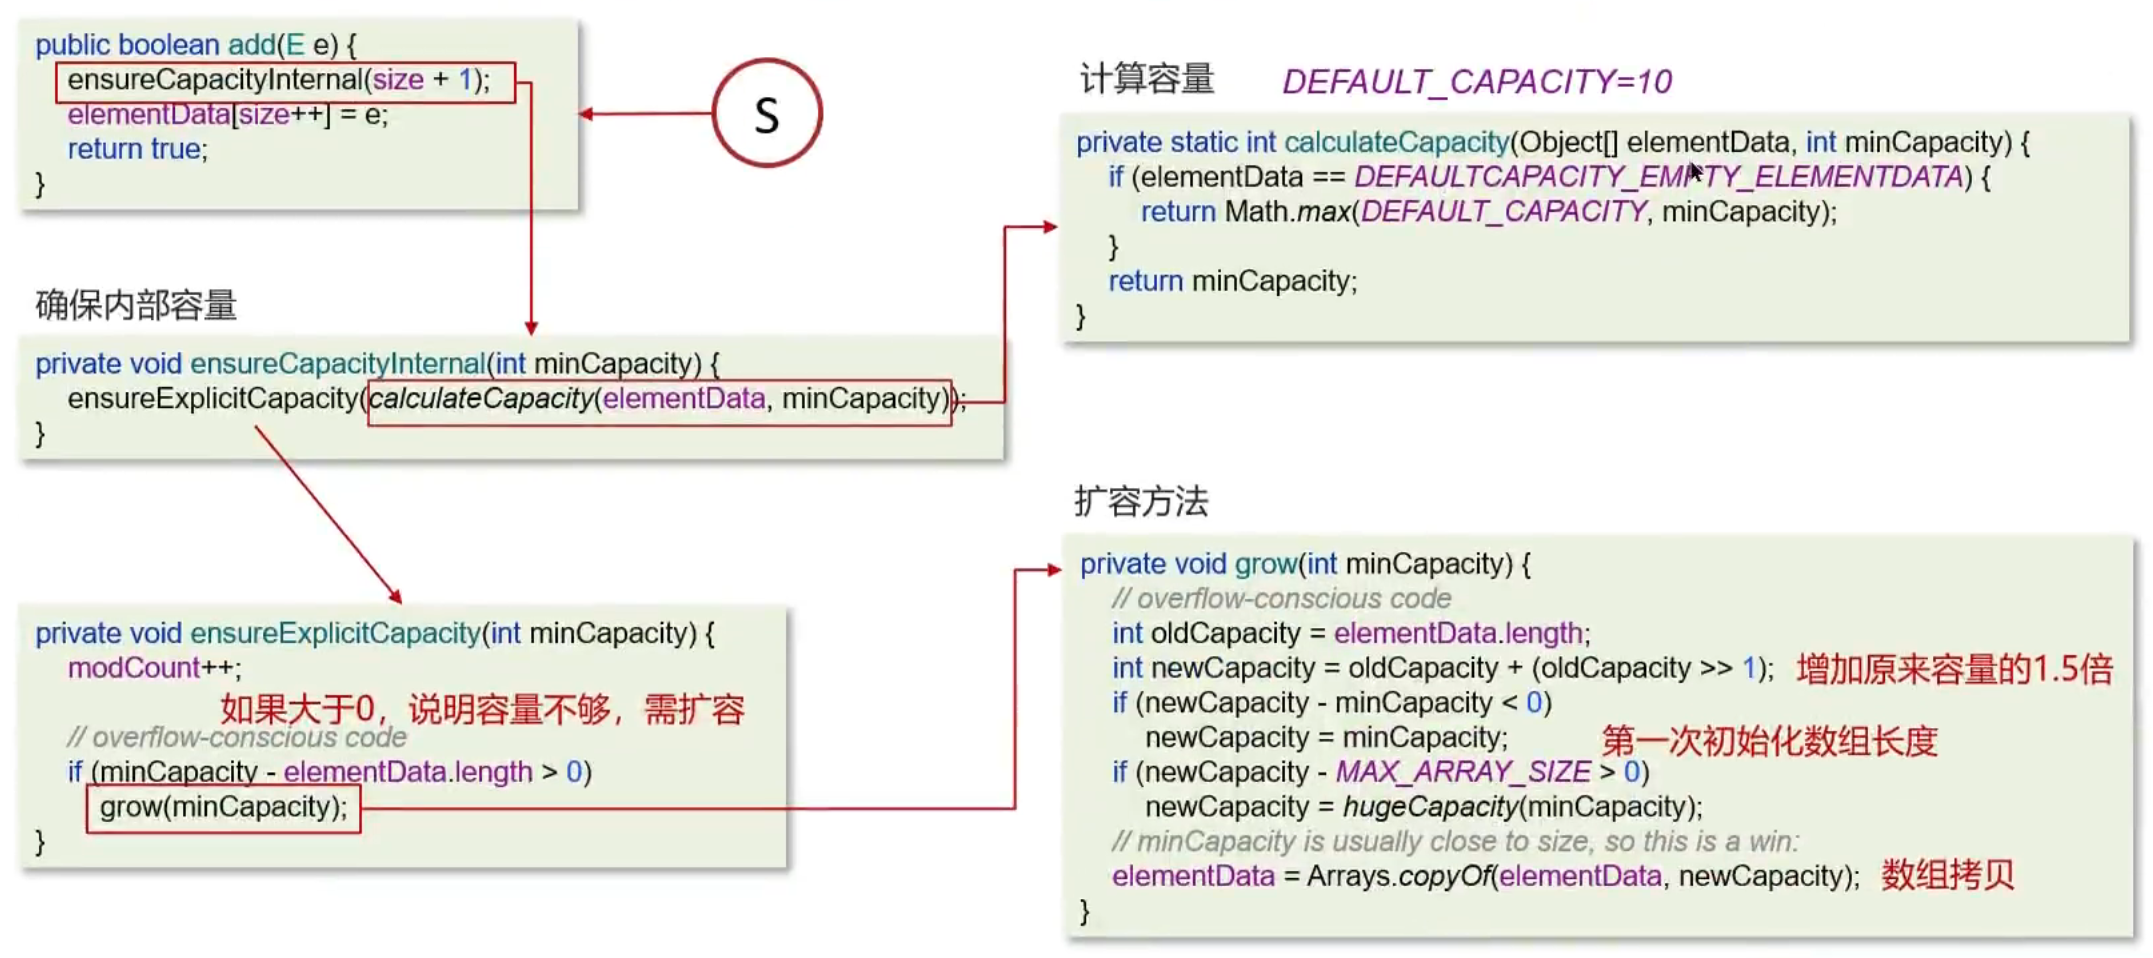 public boolean add(E e) {
ensureCapacityInternal(size + 1);
elementData[size++] = e;
return true;
}
S
确保内部容量
private void ensureCapacityInternal(int minCapacity) {
ensureExplicitCapacity(calculateCapacity(elementData, minCapacity));
}
private void ensureExplicitCapacity(int minCapacity) {
modCount++;
如果大于0，说明容量不够，需扩容
// overflow-conscious code
if (minCapacity - elementData.length > 0)
grow(minCapacity);
}
计算容量 DEFAULT_CAPACITY=10
private static int calculateCapacity(Object[] elementData, int minCapacity) {
if (elementData == DEFAULTCAPACITY_EMPTY_ELEMENTDATA) {
return Math.max(DEFAULT_CAPACITY, minCapacity);
}
return minCapacity;
}
扩容方法
private void grow(int minCapacity) {
// overflow-conscious code
int oldCapacity = elementData.length;
int newCapacity = oldCapacity + (oldCapacity >> 1); 增加原来容量的1.5倍
if (newCapacity - minCapacity < 0)
newCapacity = minCapacity; 第一次初始化数组长度
if (newCapacity - MAX_ARRAY_SIZE > 0)
newCapacity = hugeCapacity(minCapacity);
// minCapacity is usually close to size, so this is a win:
elementData = Arrays.copyOf(elementData, newCapacity); 数组拷贝
}